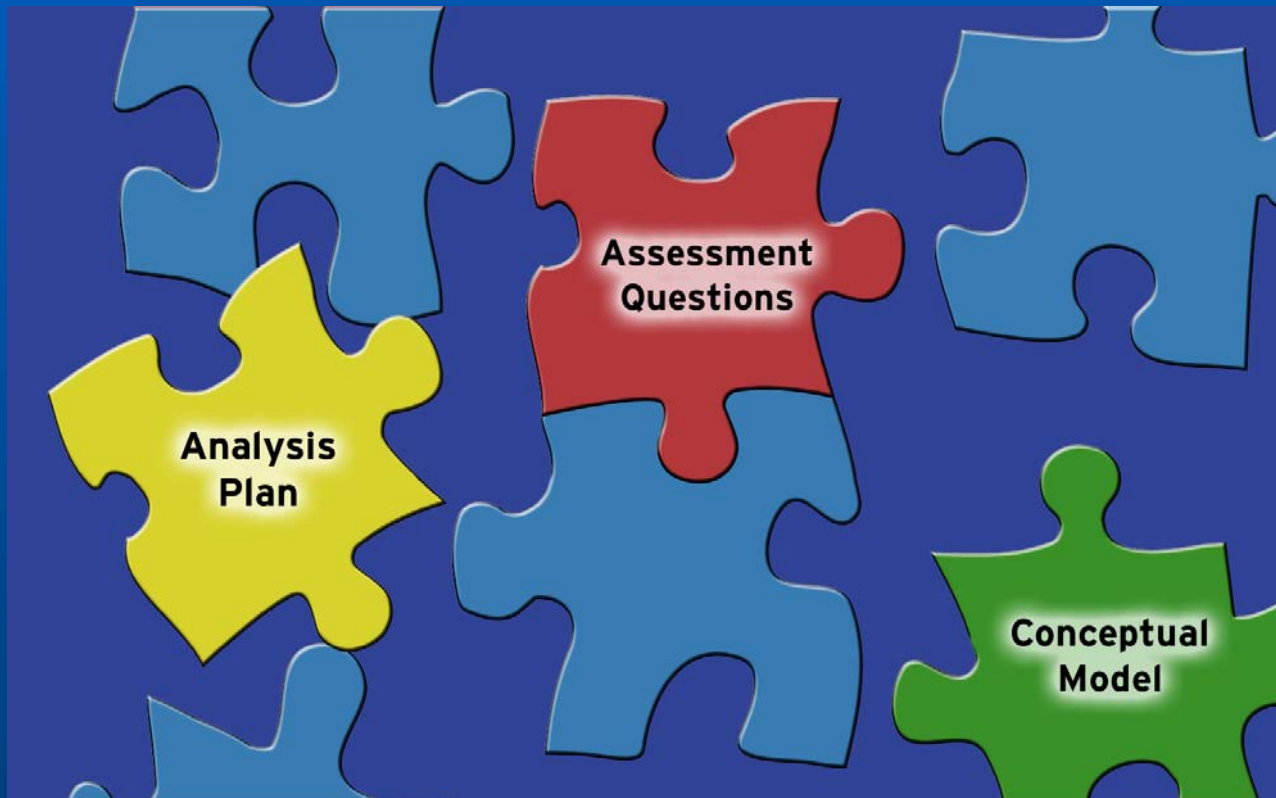 Assessment
Questions
Analysis
Plan
Conceptual
Model